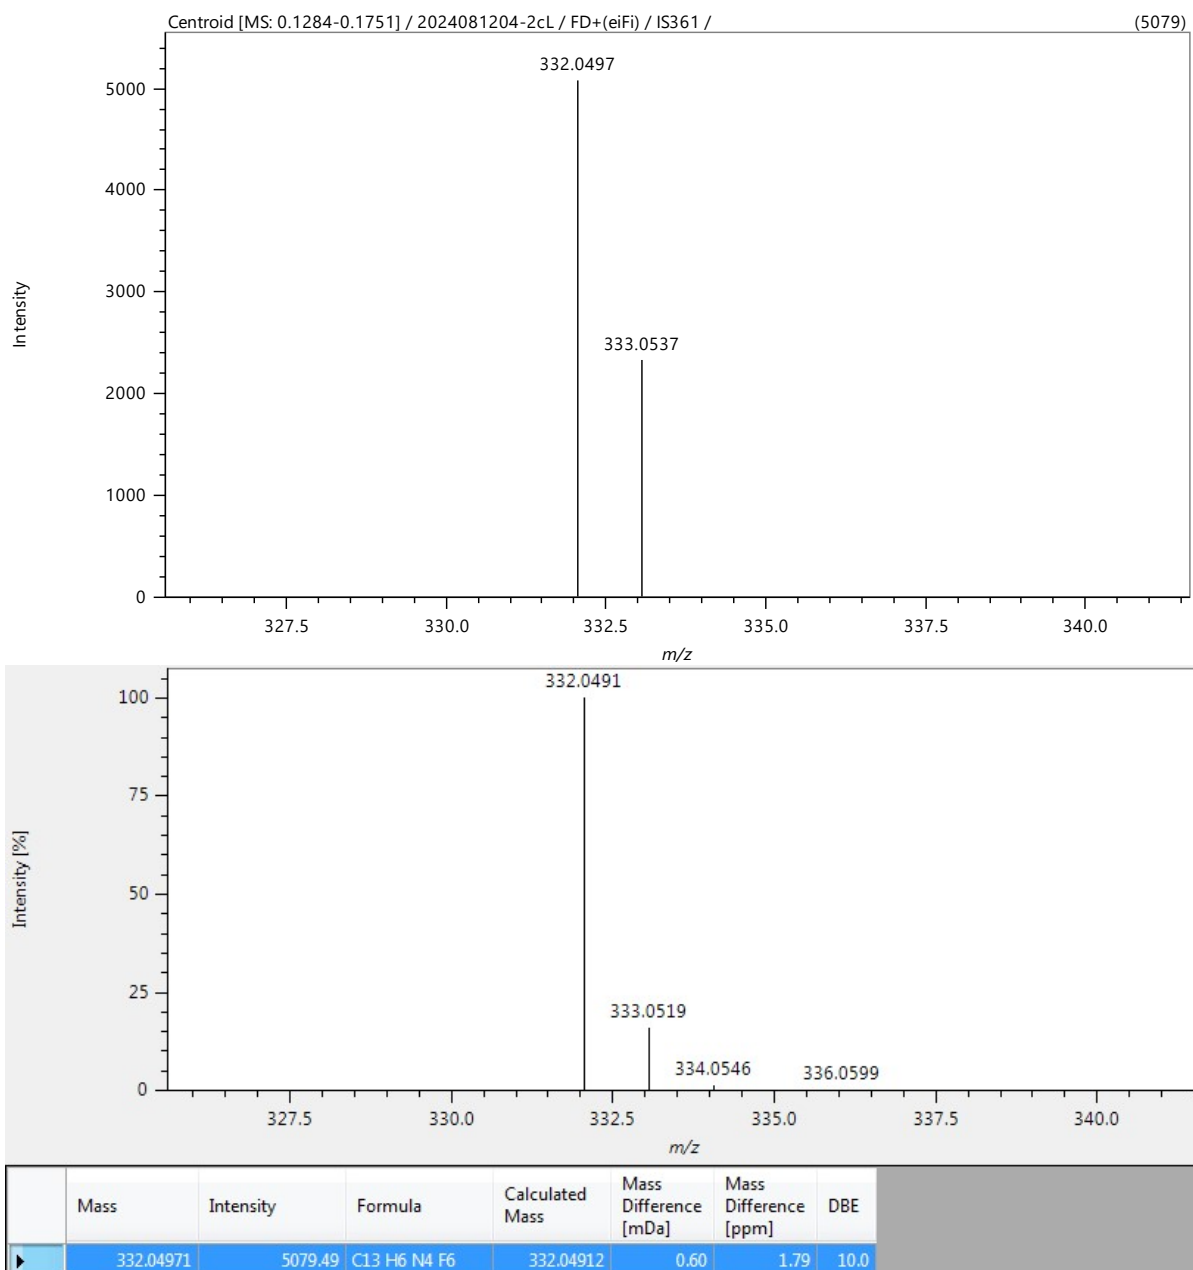 Centroid [MS: 0.1284-0.1751] / 2024081204-2cL / FD+(eiFi) / IS361 / (5079)
332.0497
5000
4000
333.0537
3000
Intensity
2000
1000
0
327.5 330.0 332.5 335.0 337.5 340.0
m/z
332.0491
100
75
Intensity [%]
50
25
333.0519
334.0546 336.0599
0
327.5 330.0 332.5 335.0 337.5 340.0
m/z
Mass Intensity Formula Calculated Mass Mass Difference [mDa] Mass Difference [ppm] DBE
332.04971 5079.49 C13 H6 N4 F6 332.04912 0.60 1.79 10.0